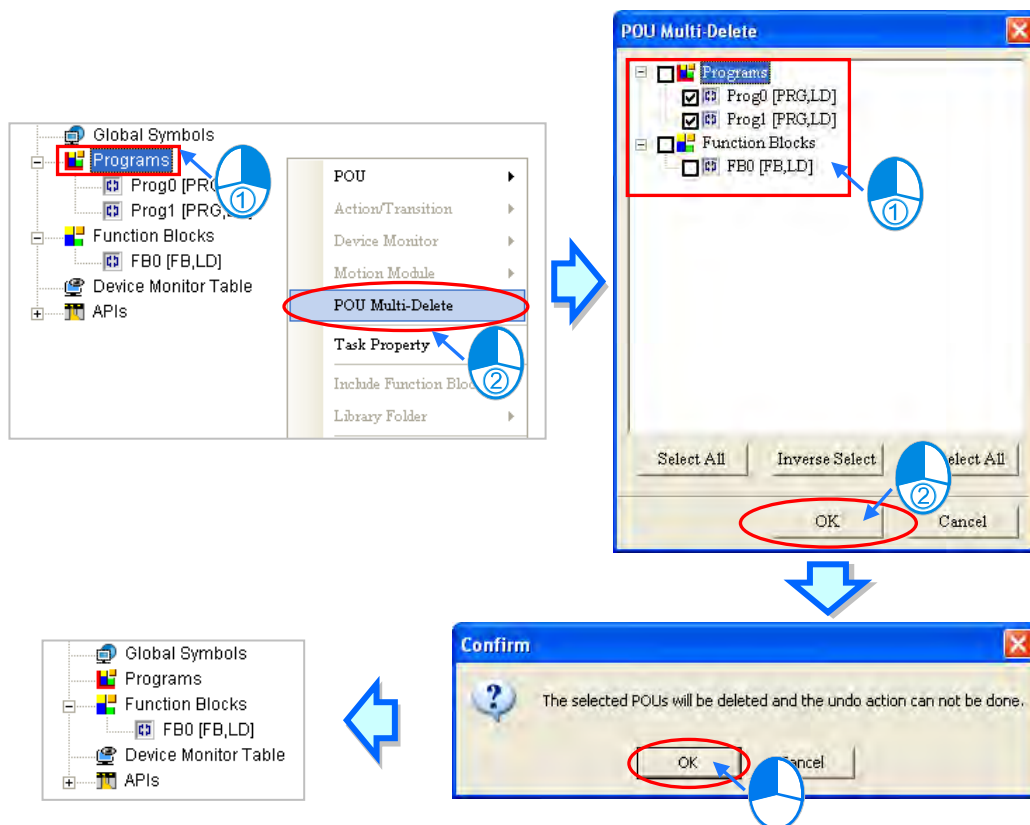 Global Symbols
Programs
Prog0 [PRG
Prog1 [PRG,
Function Blocks
FB0 [FB,LD]
Device Monitor Table
APIs
①
POU
Action/Transition
Device Monitor
Motion Module
POU Multi-Delete
Task Property
Include Function Bloc
Library Folder
②
POU Multi-Delete
Programs
Prog0 [PRG,LD]
Prog1 [PRG,LD]
Function Blocks
FB0 [FB,LD]
①
Select All Inverse Select elect All
②
OK Cancel
Confirm
The selected POUs will be deleted and the undo action can not be done.
OK ancel
Global Symbols
Programs
Function Blocks
FB0 [FB,LD]
Device Monitor Table
APIs